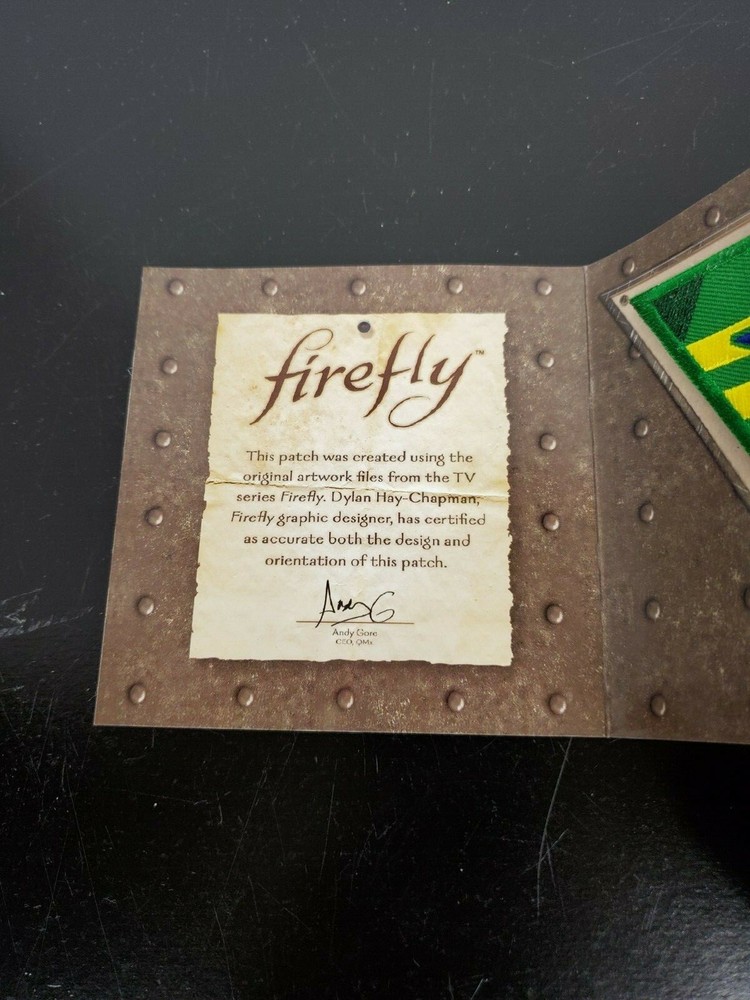 firefly™
This patch was created using the
original artwork files from the TV
series Firefly. Dylan Hay-Chapman,
Firefly graphic designer, has certified
as accurate both the design and
orientation of this patch.
Andy G
Andy Gore
CEO, QMx